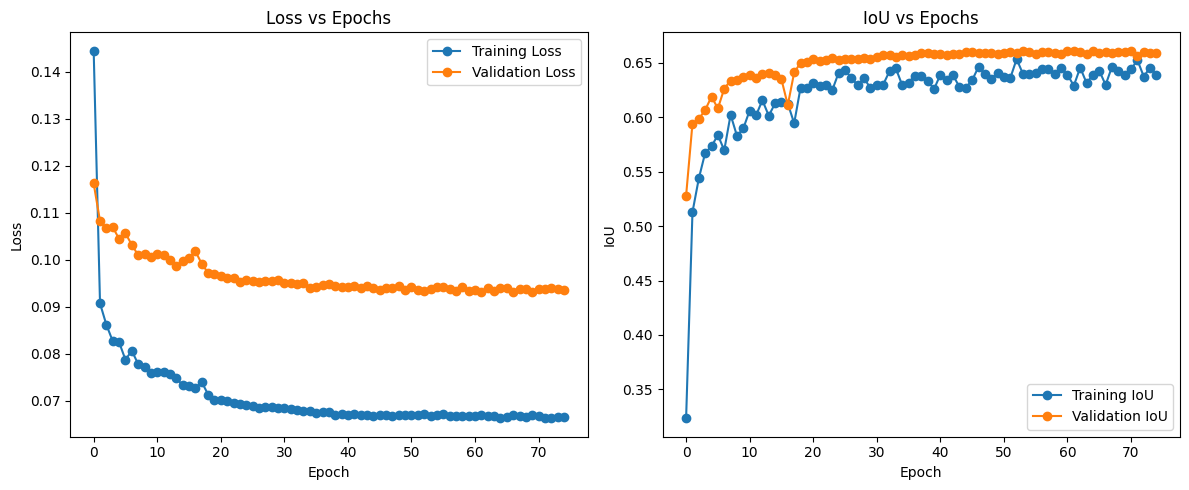 Loss vs Epochs
Training Loss
Validation Loss
0.14
0.13
0.12
0.11
0.10
0.09
0.08
0.07
Loss
0 10 20 30 40 50 60 70
Epoch
IoU vs Epochs
0.65
0.60
0.55
0.50
0.45
0.40
0.35
IoU
Training IoU
Validation IoU
0 10 20 30 40 50 60 70
Epoch